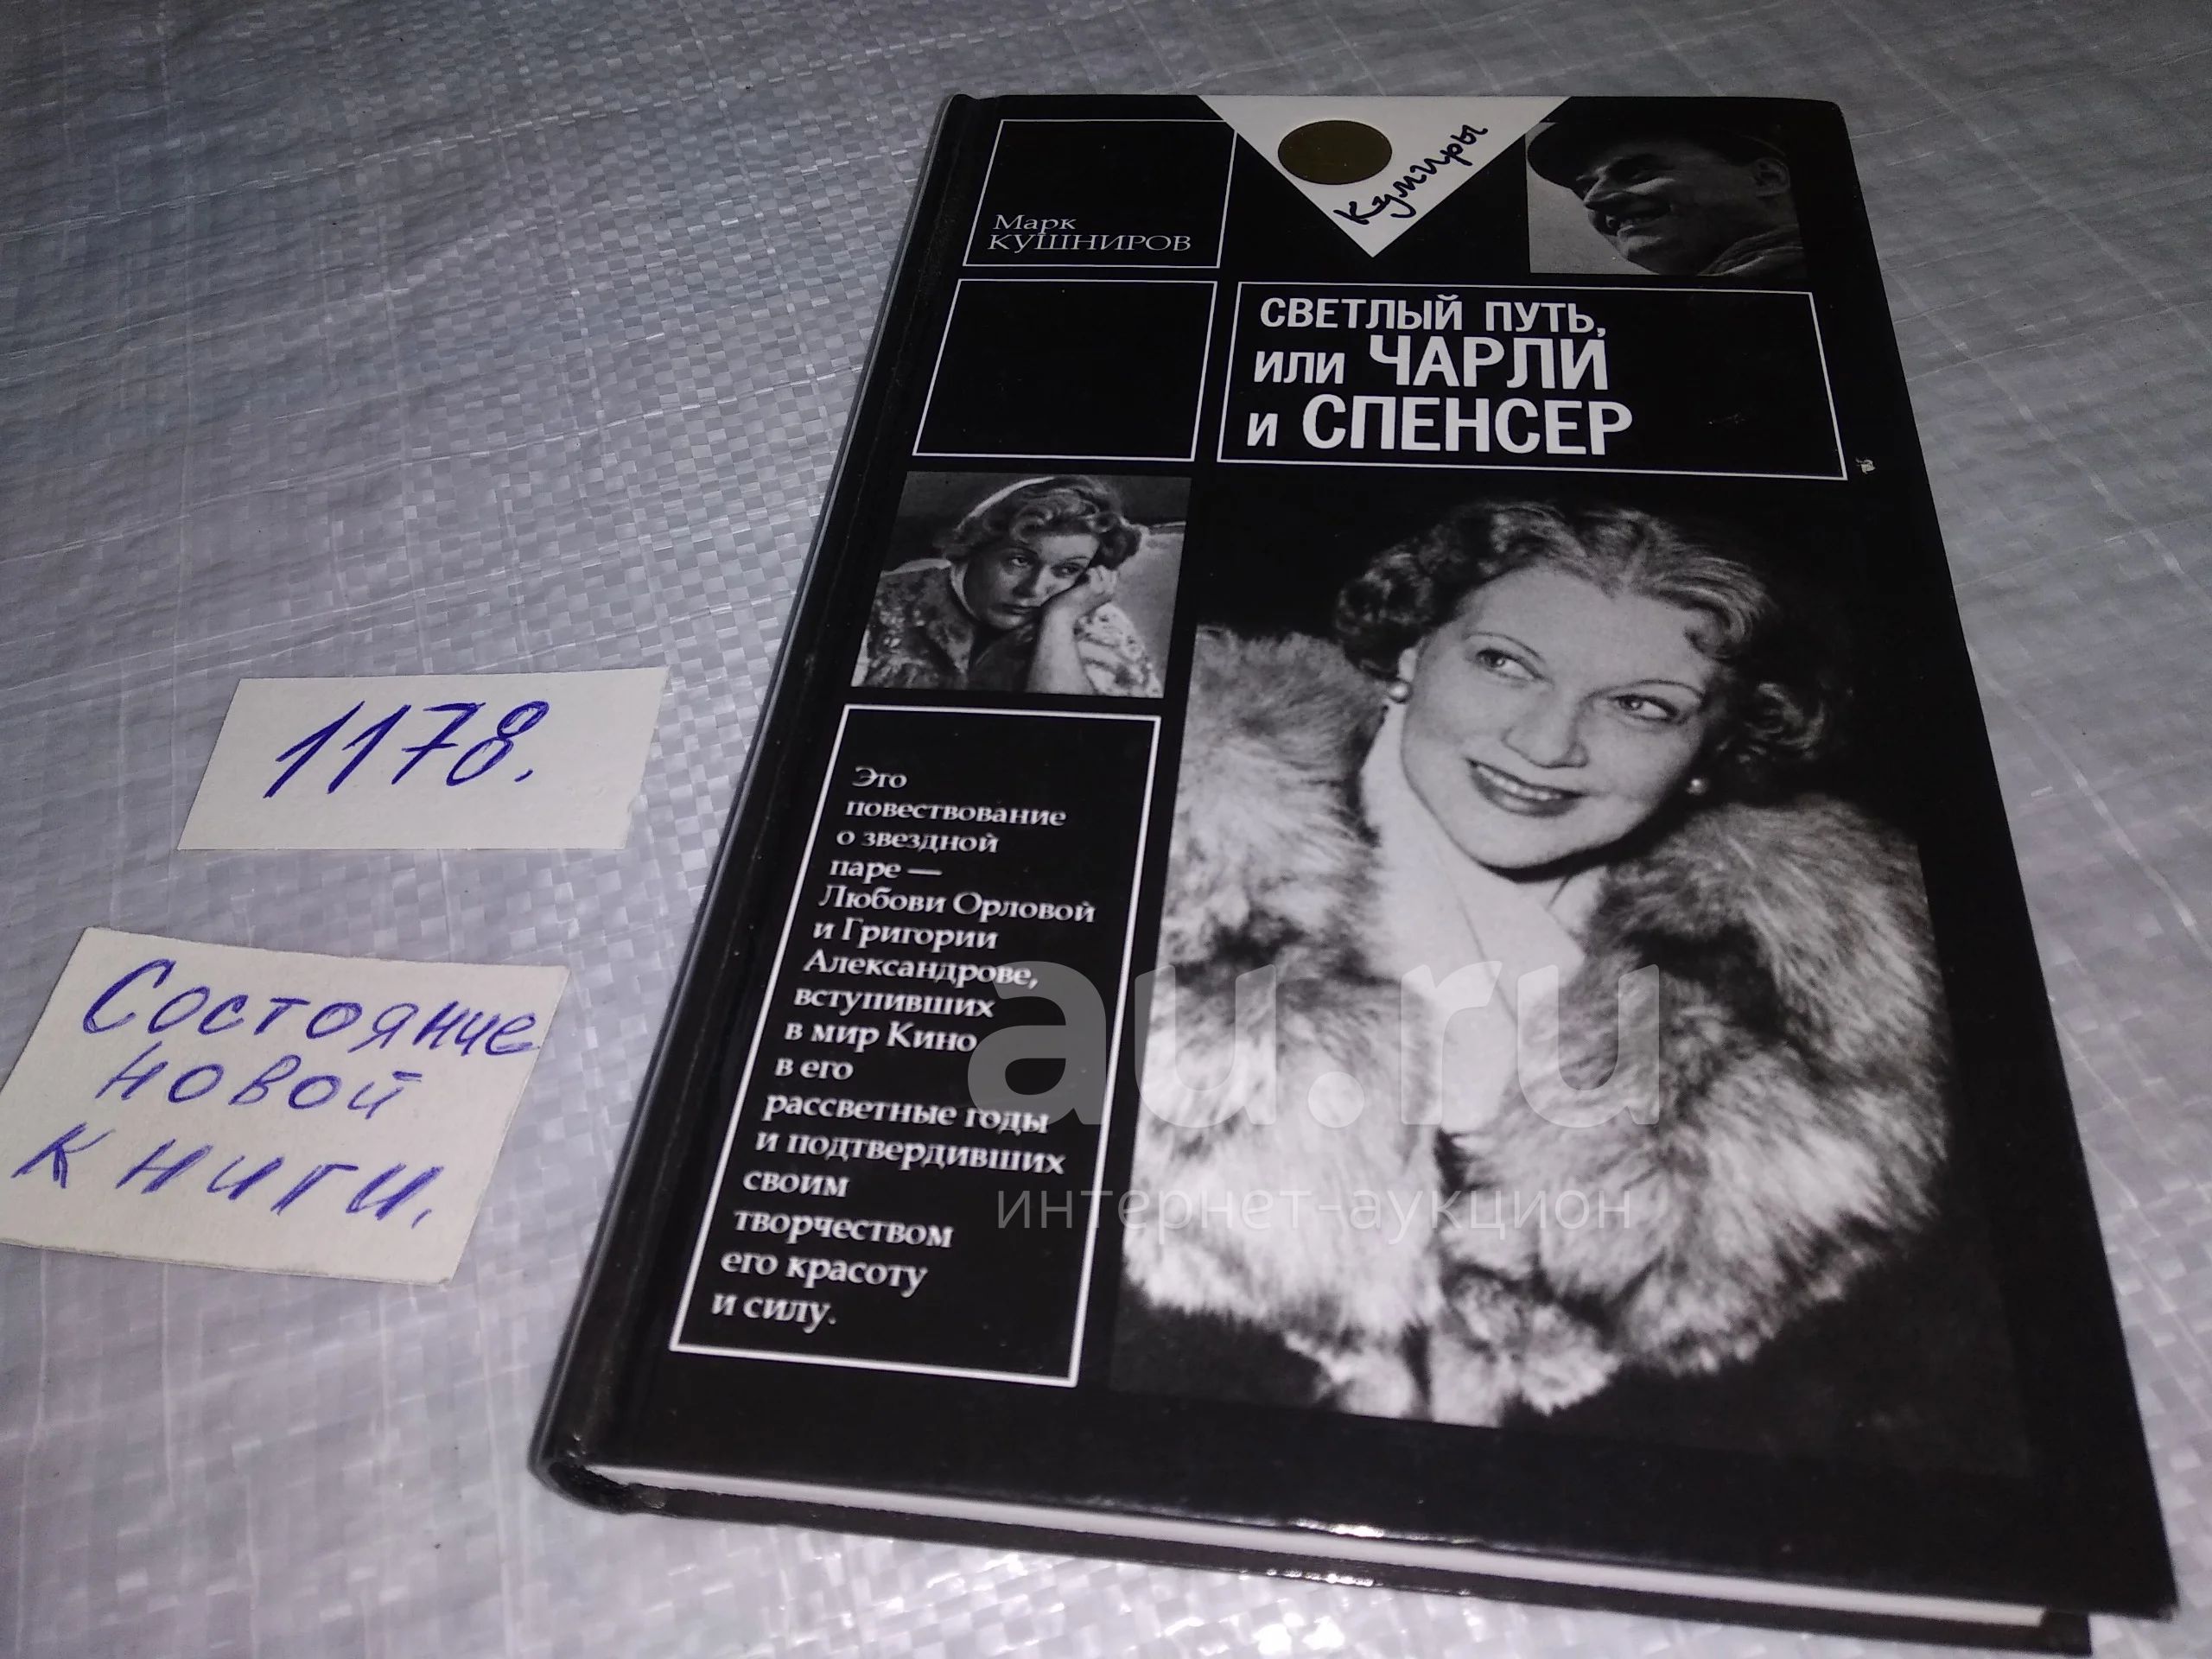 Марк
КУШНИРОВ
Кумиры
СВЕТЛЫЙ ПУТЬ,
ИЛИ ЧАРЛИ
И СПЕНСЕР
Это
повествование
о звездной
паре —
Любови Орловой
и Григории
Александрове,
вступивших
в мир Кино
в его
рассветные годы
и подтвердивших
своим
творчеством
его красоту
и силу.
1178.
Состояние
новой
книги.
au.ru
интернет-аукцион